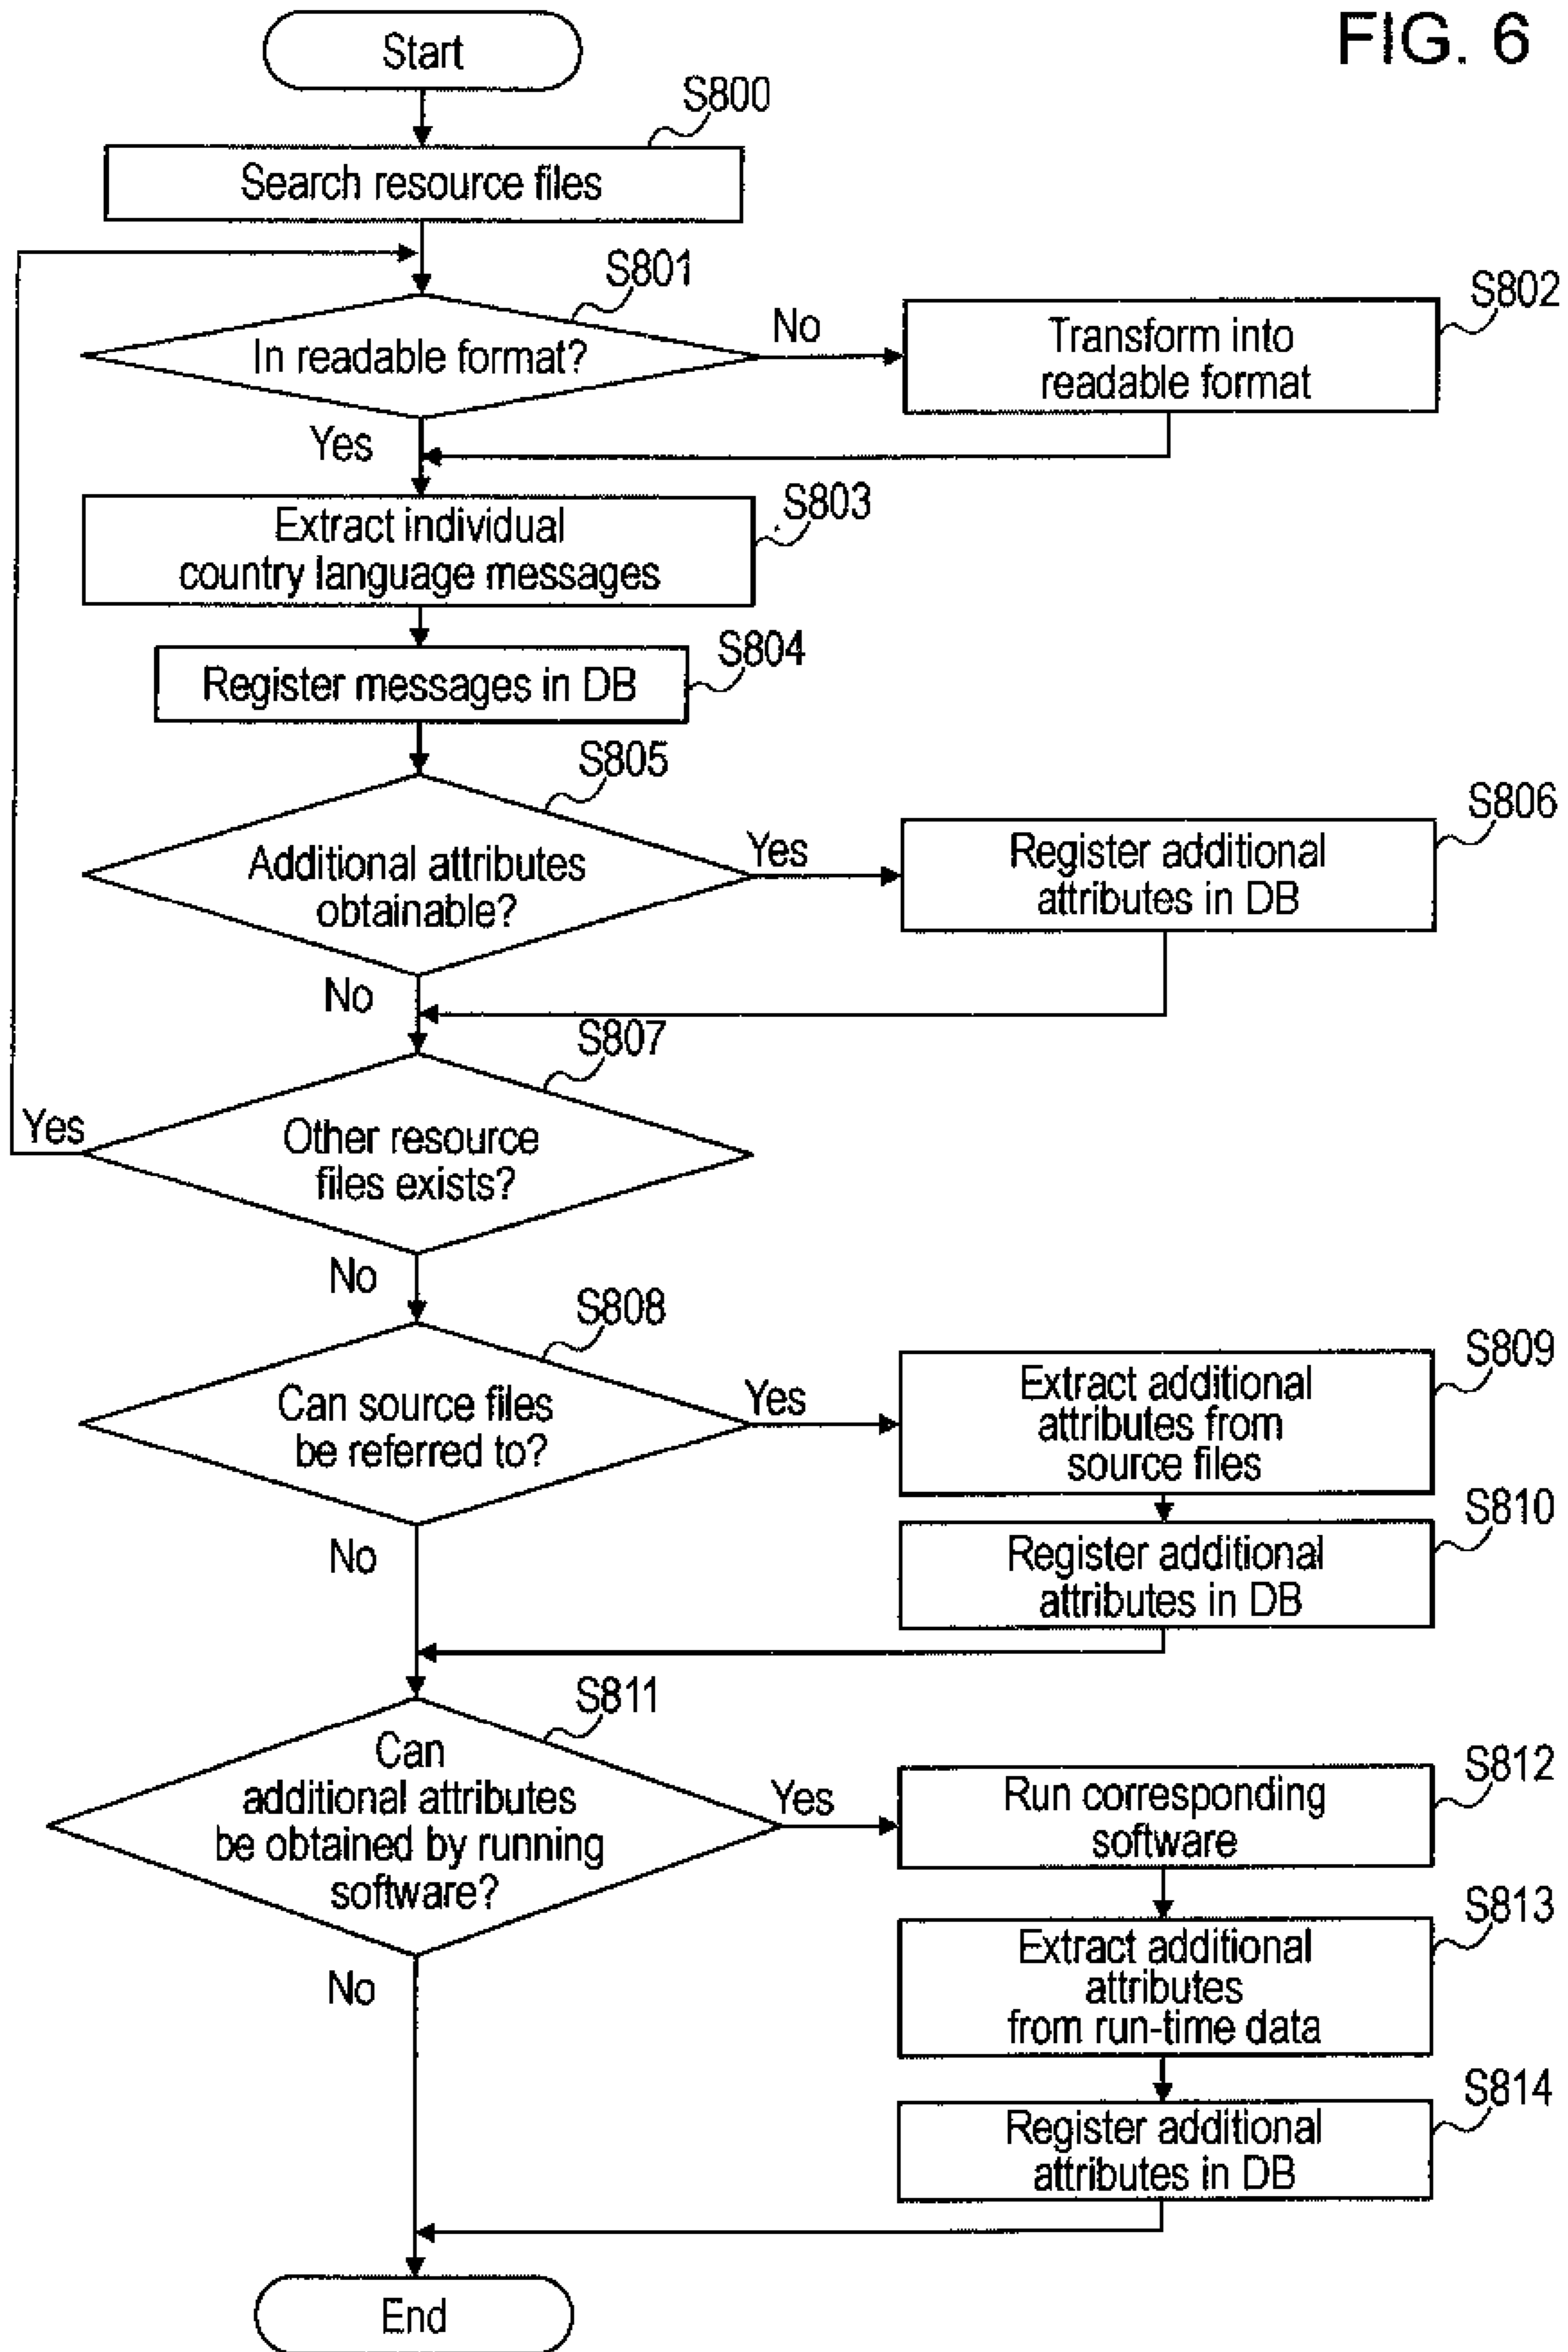 FIG. 6
Start
S800
Search resource files
S801
In readable format?
No
S802
Transform into
readable format
Yes
S803
Extract individual
country language messages
S804
Register messages in DB
S805
Additional attributes
obtainable?
Yes
S806
Register additional
attributes in DB
No
S807
Other resource
files exists?
Yes
No
S808
Can source files
be referred to?
Yes
S809
Extract additional
attributes from
source files
S810
Register additional
attributes in DB
No
S811
Can
additional attributes
be obtained by running
software?
Yes
S812
Run corresponding
software
S813
Extract additional
attributes
from run-time data
No
S814
Register additional
attributes in DB
End